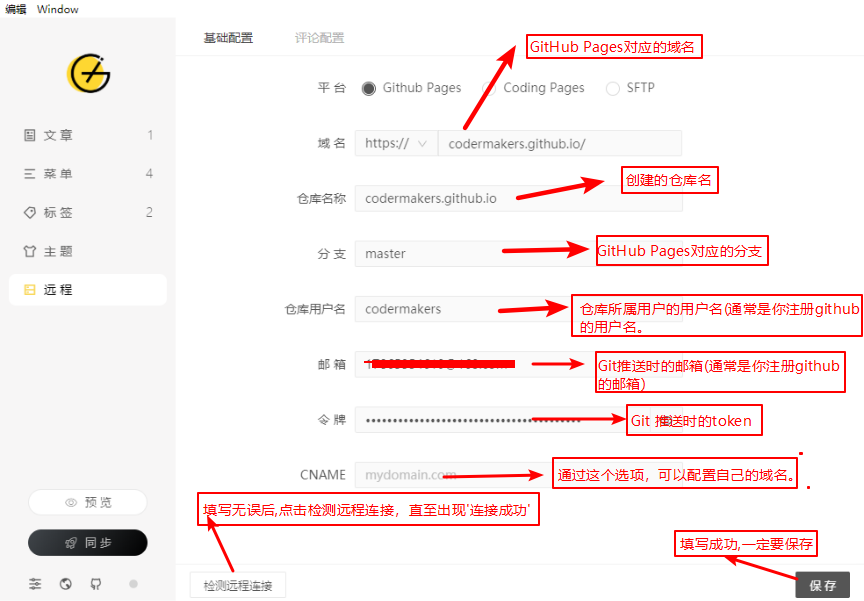 编辑 Window
基础配置 评论配置
GitHub Pages对应的域名
平台 Github Pages Coding Pages SFTP
文章 1
域名 https:// codermakers.github.io/
菜单 4
创建的仓库名
仓库名称 codermakers.github.io
标签 2
主题
分支 master
GitHub Pages对应的分支
远程
仓库用户名 codermakers
仓库所属用户的用户名(通常是你注册github
的用户名。
邮箱
Git推送时的邮箱(通常是你注册github
的邮箱)
令牌 Git 推送时的token
CNAME mydomain.com
通过这个选项，可以配置自己的域名。
预览
填写无误后,点击检测远程连接，直至出现'连接成功'
同步
填写成功,一定要保存
检测远程连接
保存